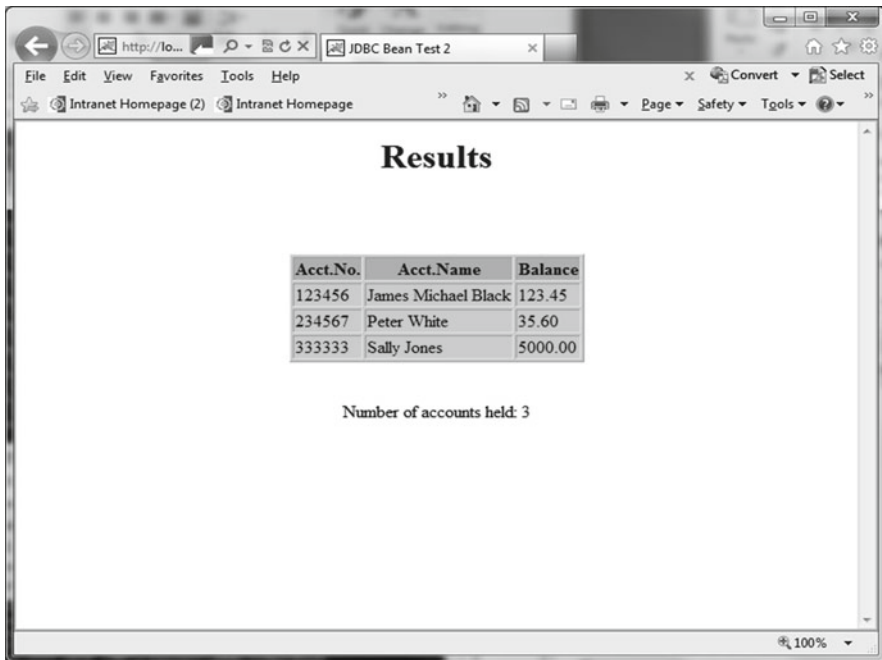 http://lo...
JDBC Bean Test 2
File Edit View Favorites Tools Help
Convert Select
Intranet Homepage (2) Intranet Homepage
Page Safety Tools
Results
Acct.No. Acct.Name Balance
123456 James Michael Black 123.45
234567 Peter White 35.60
333333 Sally Jones 5000.00
Number of accounts held: 3
100%